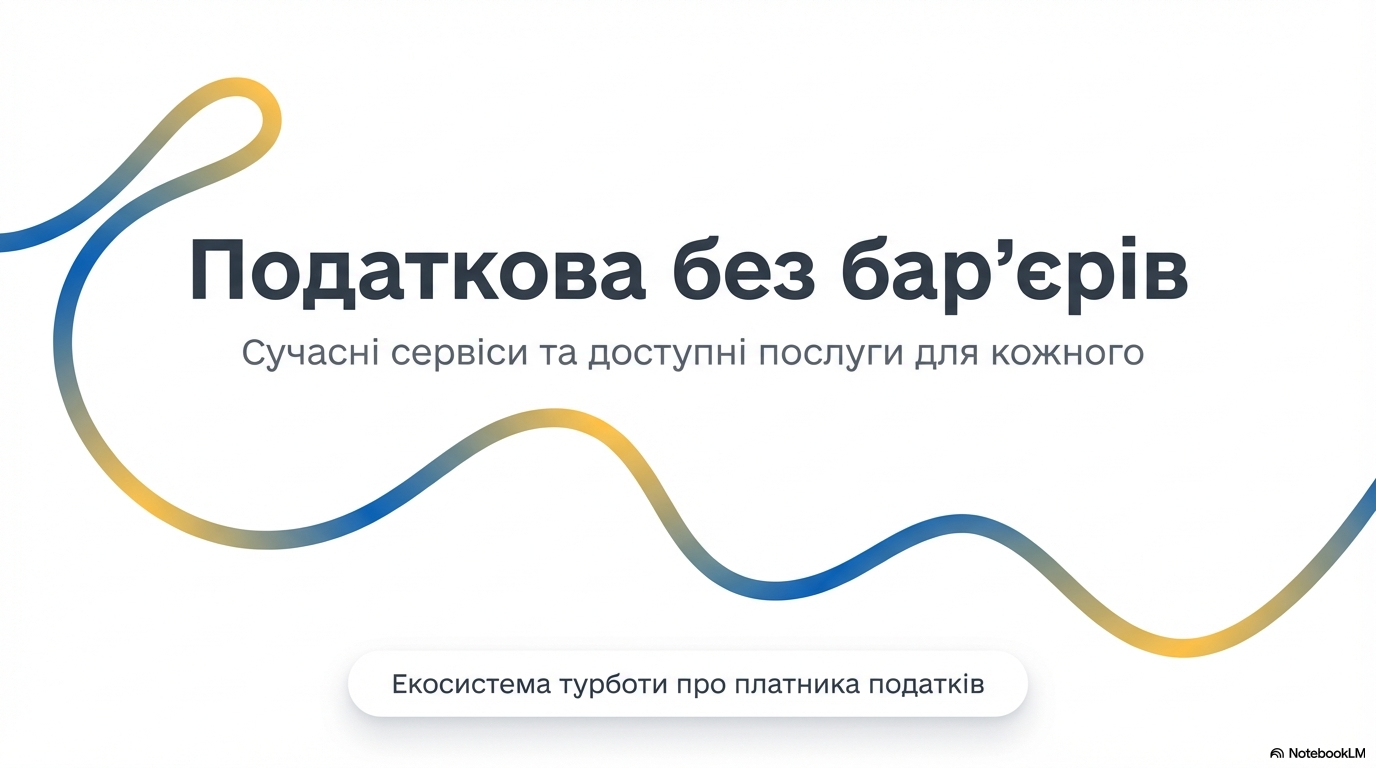 Податкова без бар’єрів
Сучасні сервіси та доступні послуги для кожного
Екосистема турботи про платника податків
NotebookLM